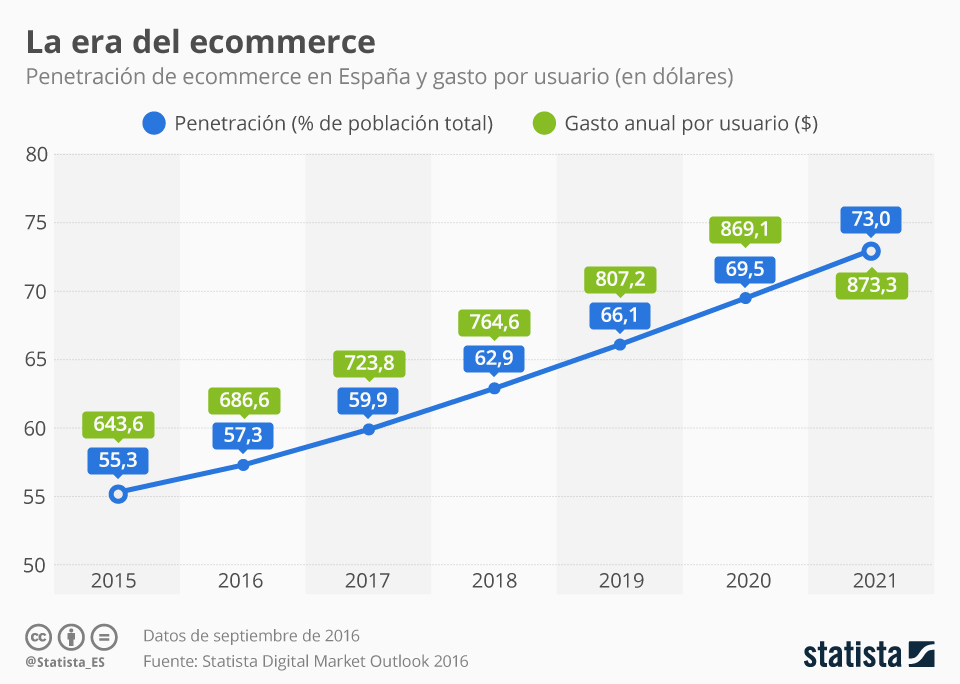 La era del ecommerce
Penetración de ecommerce en España y gasto por usuario (en dólares)
Penetración (% de población total) Gasto anual por usuario ($)
80
75
70
65
60
55
50
643,6
55,3
686,6
57,3
723,8
59,9
764,6
62,9
807,2
66,1
869,1
69,5
73,0
873,3
2015 2016 2017 2018 2019 2020 2021
cc
@Statista_ES
Datos de septiembre de 2016
Fuente: Statista Digital Market Outlook 2016
statista